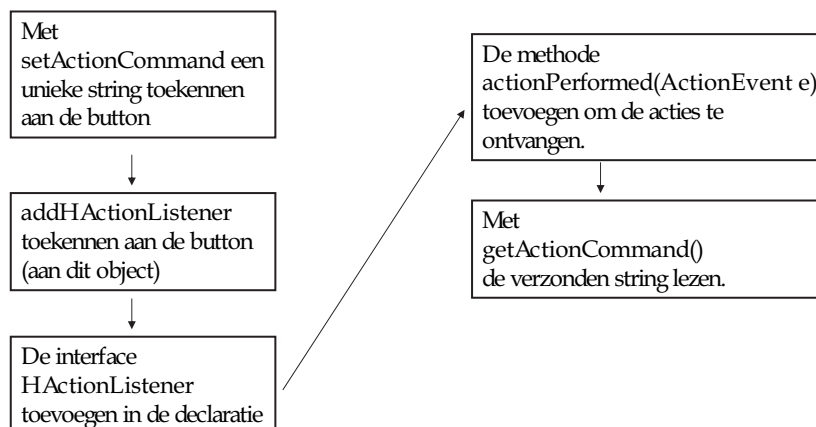 Met
setActionCommand een
unieke string toekennen
aan de button
addHActionListener
toekennen aan de button
(aan dit object)
De interface
HActionListener
toevoegen in de declaratie
De methode
actionPerformed(ActionEvent e)
toevoegen om de acties te
ontvangen.
Met
getActionCommand()
de verzonden string lezen.